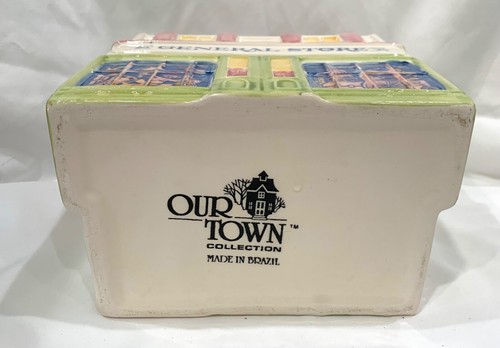 GENERAL STORE
OUR
TOWN™
COLLECTION
MADE IN BRAZIL